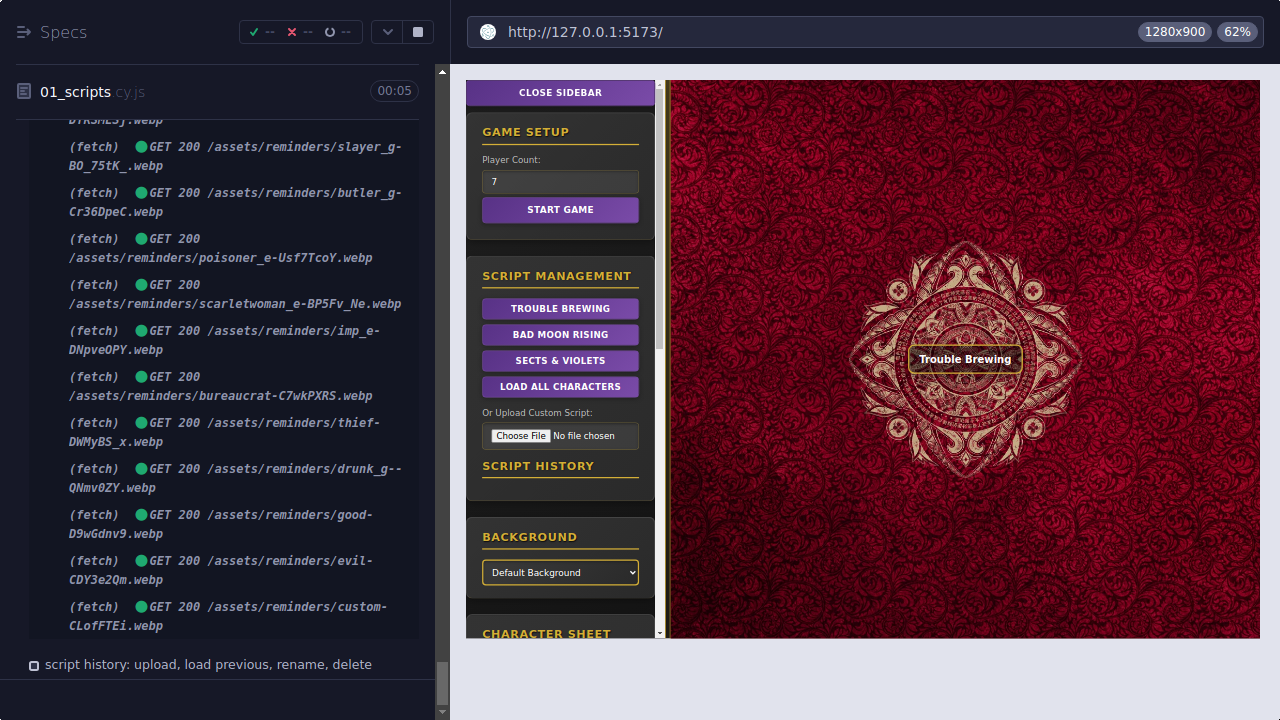 Specs
--
--
--
http://127.0.0.1:5173/
1280x900
62%
01_scripts.cy.js
00:05
(fetch) GET 200 /assets/reminders/slayer_g-
BO_75tK_.webp
(fetch) GET 200 /assets/reminders/butler_g-
Cr36DpeC.webp
(fetch) GET 200
/assets/reminders/poisoner_e-Usf7TcoY.webp
(fetch) GET 200
/assets/reminders/scarletwoman_e-BP5Fv_Ne.webp
(fetch) GET 200 /assets/reminders/imp_e-
DNpveOPY.webp
(fetch) GET 200
/assets/reminders/bureaucrat-C7wkPXRS.webp
(fetch) GET 200 /assets/reminders/thief-
DWMyBS_x.webp
(fetch) GET 200 /assets/reminders/drunk_g--
QNmv0ZY.webp
(fetch) GET 200 /assets/reminders/good-
D9wGdnv9.webp
(fetch) GET 200 /assets/reminders/evil-
CDY3e2Qm.webp
(fetch) GET 200 /assets/reminders/custom-
CLofFTEi.webp
script history: upload, load previous, rename, delete
CLOSE SIDEBAR
GAME SETUP
Player Count:
7
START GAME
SCRIPT MANAGEMENT
TROUBLE BREWING
BAD MOON RISING
SECTS & VIOLETS
LOAD ALL CHARACTERS
Or Upload Custom Script:
Choose File No file chosen
SCRIPT HISTORY
BACKGROUND
Default Background
CHARACTER SHEET
Trouble Brewing